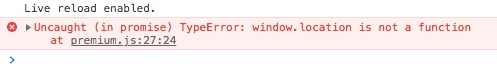 Live reload enabled.
Uncaught (in promise) TypeError: window.location is not a function
at premium.js:27:24